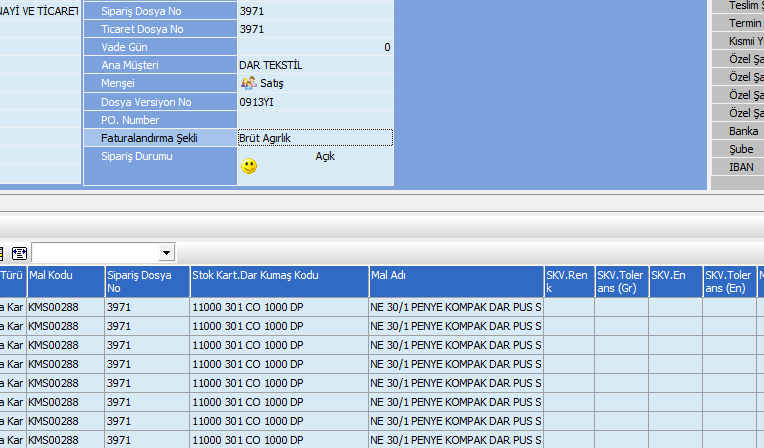 NAYİ VE TİCARET
Sipariş Dosya No 3971
Ticaret Dosya No 3971
Vade Gün 0
Ana Müşteri DAR TEKSTİL
Menşei Satış
Dosya Versiyon No 0913YI
PO. Number
Faturalandırma Şekli Brüt Agırlık
Sipariş Durumu Açık
Teslim Ş
Termin
Kısmıi Y
Özel Şa
Özel Şa
Özel Şa
Özel Şa
Banka
Şube
IBAN
Türü Mal Kodu Sipariş Dosya No Stok Kart.Dar Kumaş Kodu Mal Adı SKV.Renk SKV.Tolerans (Gr) SKV.En SKV.Tolerans (En) M
a Kar KMS00288 3971 11000 301 CO 1000 DP NE 30/1 PENYE KOMPAK DAR PUS S
a Kar KMS00288 3971 11000 301 CO 1000 DP NE 30/1 PENYE KOMPAK DAR PUS S
a Kar KMS00288 3971 11000 301 CO 1000 DP NE 30/1 PENYE KOMPAK DAR PUS S
a Kar KMS00288 3971 11000 301 CO 1000 DP NE 30/1 PENYE KOMPAK DAR PUS S
a Kar KMS00288 3971 11000 301 CO 1000 DP NE 30/1 PENYE KOMPAK DAR PUS S
a Kar KMS00288 3971 11000 301 CO 1000 DP NE 30/1 PENYE KOMPAK DAR PUS S
a Kar KMS00288 3971 11000 301 CO 1000 DP NE 30/1 PENYE KOMPAK DAR PUS S
a Kar KMS00288 3971 11000 301 CO 1000 DP NE 30/1 PENYE KOMPAK DAR PUS S